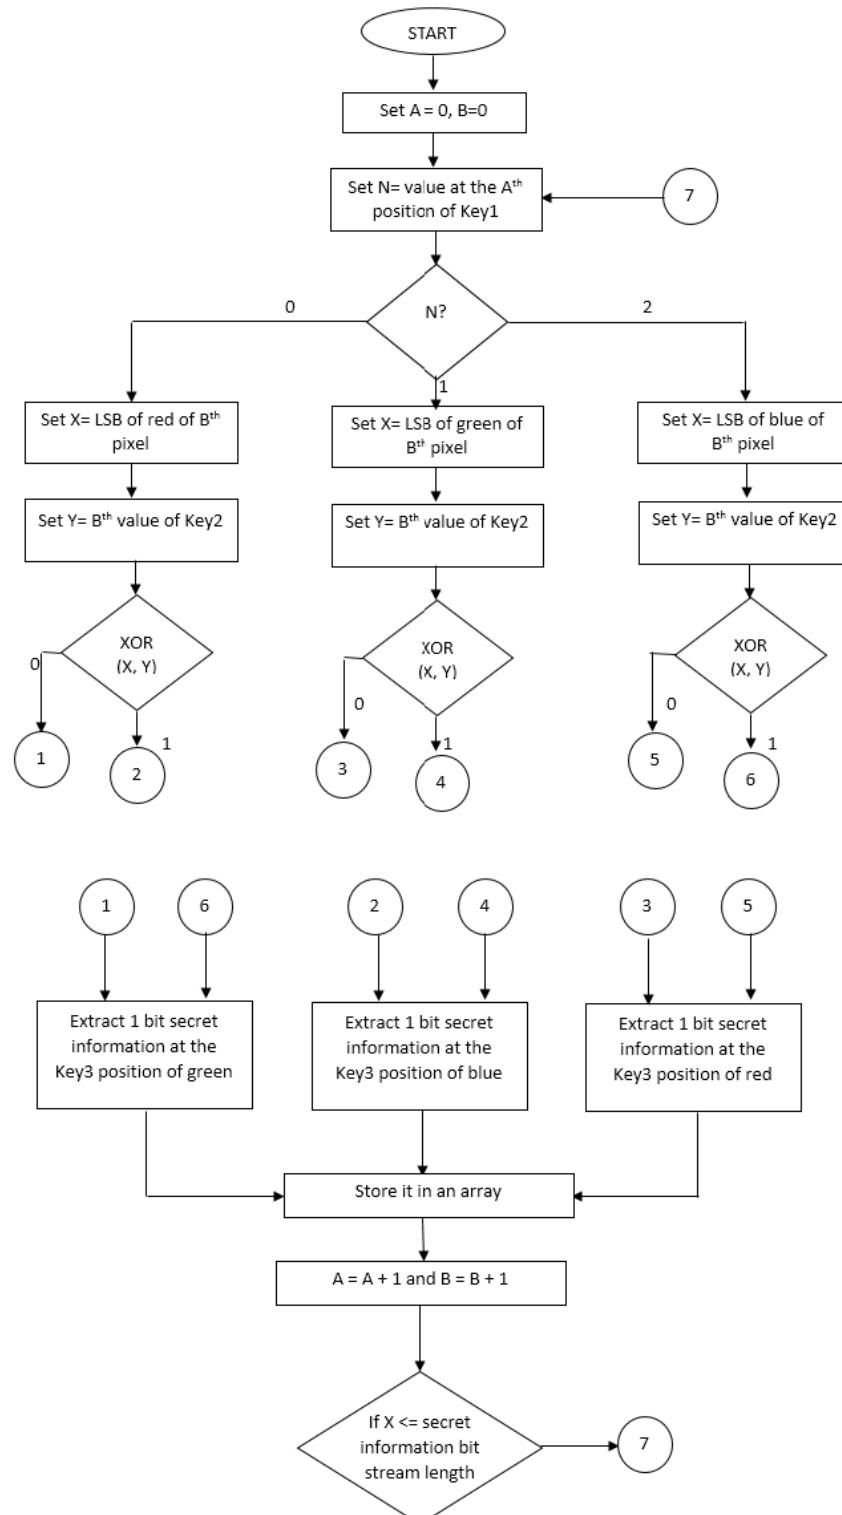 START
Set A = 0, B=0
Set N= value at the Aᵗʰ
position of Key1
7
N?
0
2
1
Set X= LSB of red of Bᵗʰ
pixel
Set X= LSB of green of
Bᵗʰ pixel
Set X= LSB of blue of
Bᵗʰ pixel
Set Y= Bᵗʰ value of Key2
Set Y= Bᵗʰ value of Key2
Set Y= Bᵗʰ value of Key2
XOR
(X, Y)
0
1
XOR
(X, Y)
0
1
XOR
(X, Y)
0
1
1
2
3
4
5
6
1
6
2
4
3
5
Extract 1 bit secret
information at the
Key3 position of green
Extract 1 bit secret
information at the
Key3 position of blue
Extract 1 bit secret
information at the
Key3 position of red
Store it in an array
A = A + 1 and B = B + 1
If X <= secret
information bit
stream length
7